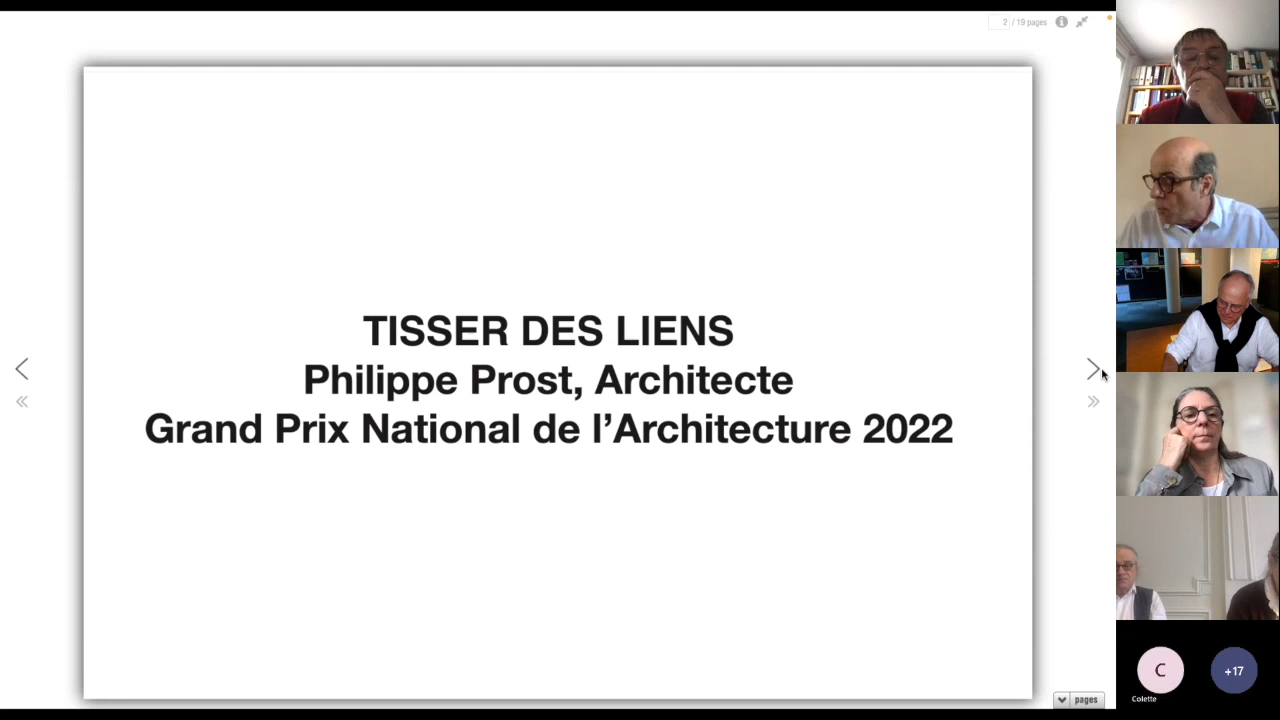 2 / 19 pages
TISSER DES LIENS
Philippe Prost, Architecte
Grand Prix National de l’Architecture 2022
pages
C
+17
Colette